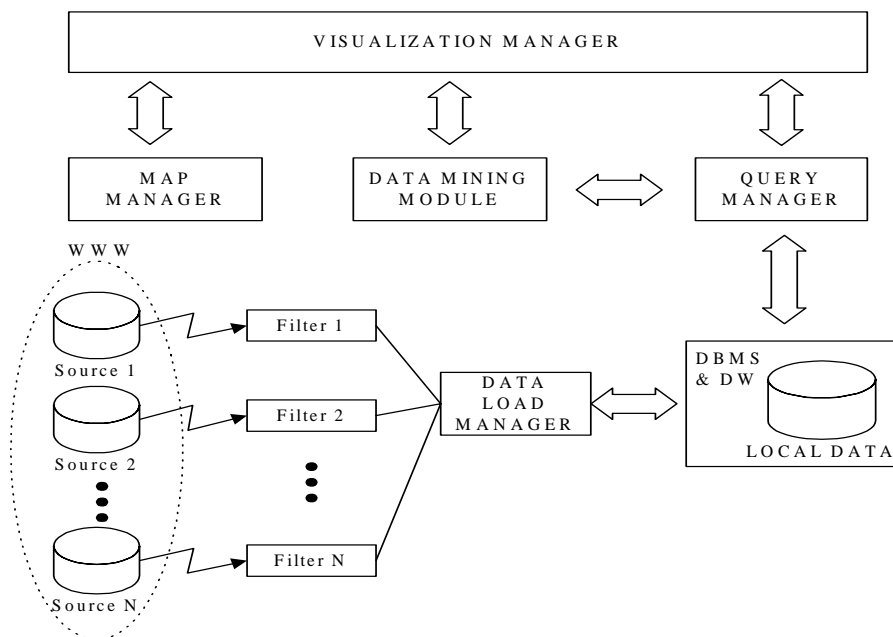 VISUALIZATION MANAGER
MAP
MANAGER
DATA MINING
MODULE
QUERY
MANAGER
WWW
Source 1
Filter 1
Source 2
Filter 2
Source N
Filter N
DATA
LOAD
MANAGER
DBMS
& DW
LOCAL DATA